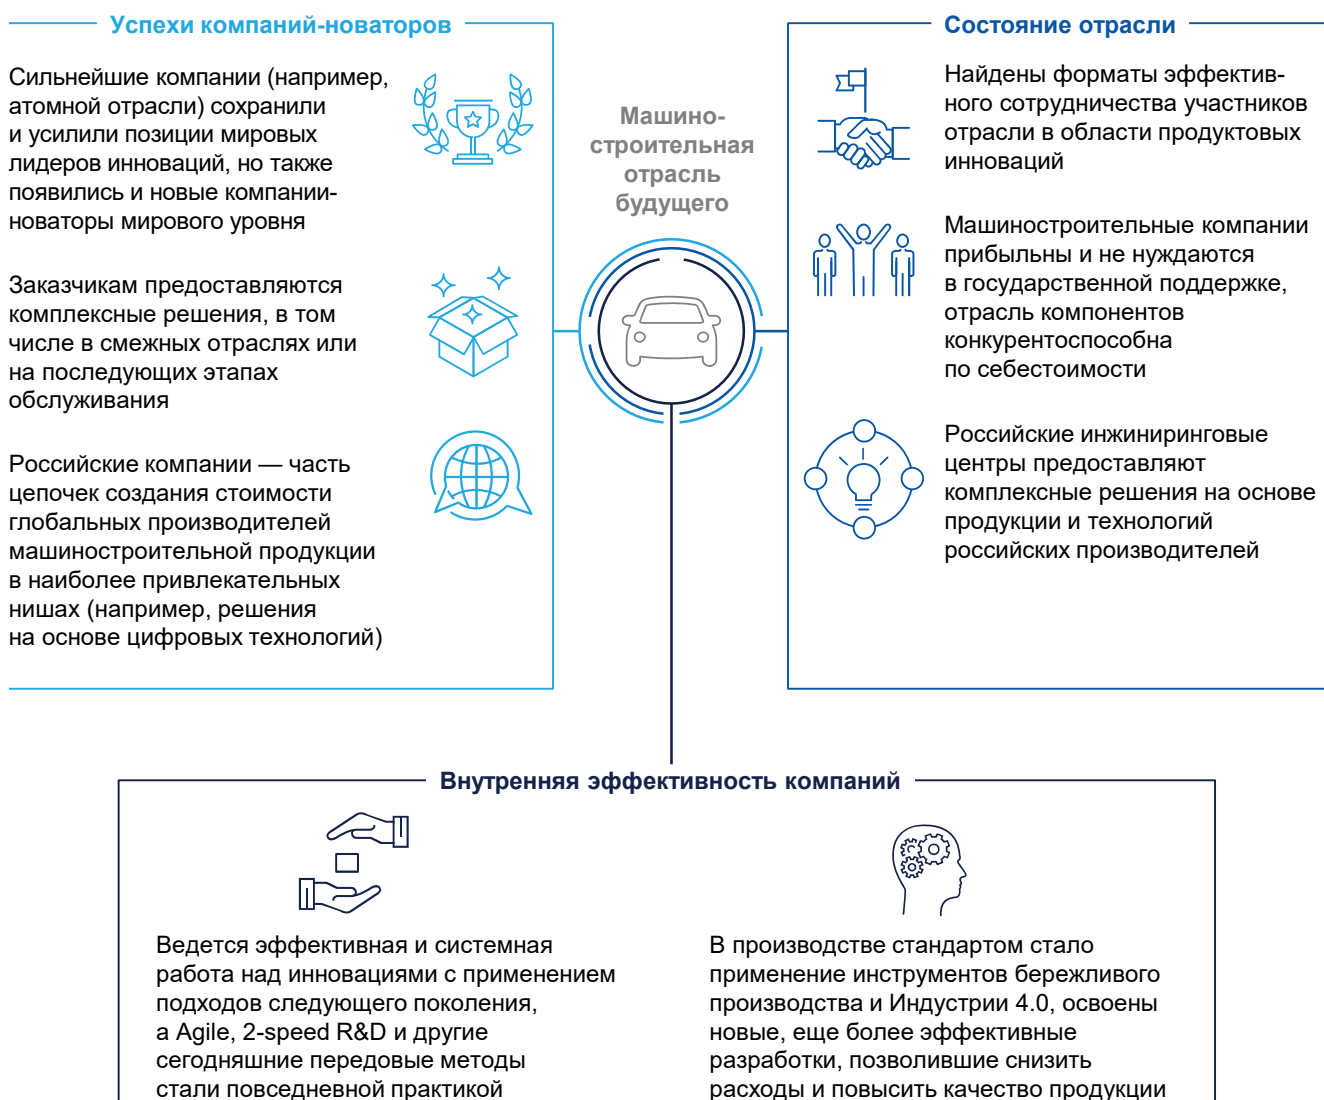 Успехи компаний-новаторов
Сильнейшие компании (например,
атомной отрасли) сохранили
и усилили позиции мировых
лидеров инноваций, но также
появились и новые компании-
новаторы мирового уровня
Заказчикам предоставляются
комплексные решения, в том
числе в смежных отраслях или
на последующих этапах
обслуживания
Российские компании — часть
цепочек создания стоимости
глобальных производителей
машиностроительной продукции
в наиболее привлекательных
нишах (например, решения
на основе цифровых технологий)
Машино-
строительная
отрасль
будущего
Состояние отрасли
Найдены форматы эффектив-
ного сотрудничества участников
отрасли в области продуктовых
инноваций
Машиностроительные компании
прибыльны и не нуждаются
в государственной поддержке,
отрасль компонентов
конкурентоспособна
по себестоимости
Российские инжиниринговые
центры предоставляют
комплексные решения на основе
продукции и технологий
российских производителей
Внутренняя эффективность компаний
Ведется эффективная и системная
работа над инновациями с применением
подходов следующего поколения,
а Agile, 2-speed R&D и другие
сегодняшние передовые методы
стали повседневной практикой
В производстве стандартом стало
применение инструментов бережливого
производства и Индустрии 4.0, освоены
новые, еще более эффективные
разработки, позволившие снизить
расходы и повысить качество продукции